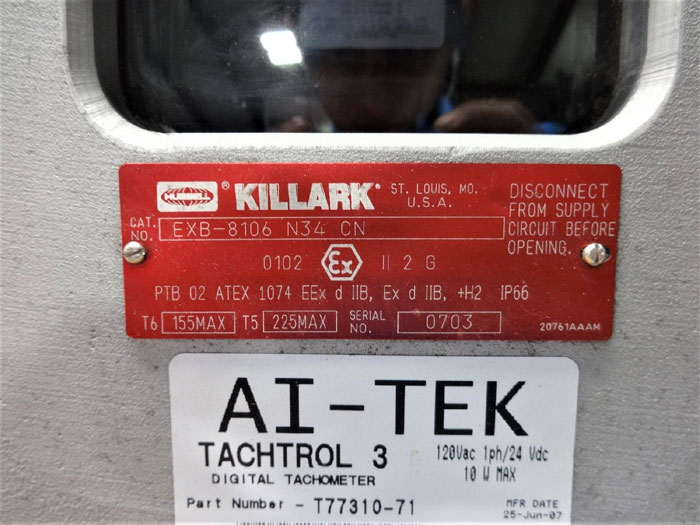 HUBBELL ® KILLARK® ST. LOUIS, MO. U.S.A.
DISCONNECT
FROM SUPPLY
CIRCUIT BEFORE
OPENING.
CAT. NO. EXB-8106 N34 CN
0102 Ex II 2 G
PTB 02 ATEX 1074 EEx d IIB, Ex d IIB, +H2 IP66
T6 155MAX T5 225MAX SERIAL NO. 0703 20761AAAM
AI-TEK
TACHTROL 3 120Vac 1ph/24 Vdc
DIGITAL TACHOMETER 10 W MAX
Part Number - T77310-71 MFR DATE
25-Jun-07